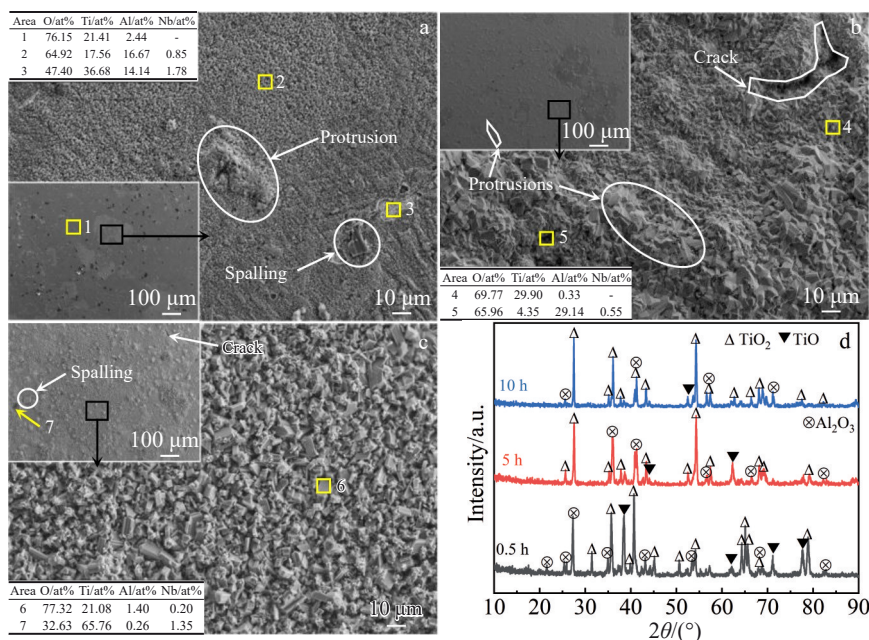 Area O/at% Ti/at% Al/at% Nb/at%
1 76.15 21.41 2.44 -
2 64.92 17.56 16.67 0.85
3 47.40 36.68 14.14 1.78
a
2
Protrusion
1
3
Spalling
100 μm
10 μm
b
Crack
100 μm
4
Protrusions
5
Area O/at% Ti/at% Al/at% Nb/at%
4 69.77 29.90 0.33 -
5 65.96 4.35 29.14 0.55
10 μm
c
Crack
Spalling
7
100 μm
6
Area O/at% Ti/at% Al/at% Nb/at%
6 77.32 21.08 1.40 0.20
7 32.63 65.76 0.26 1.35
10 μm
Δ TiO₂ ▼ TiO d
10 h
⊗ Al₂O₃
5 h
0.5 h
Intensity/a.u.
10 20 30 40 50 60 70 80 90
2θ/(°)